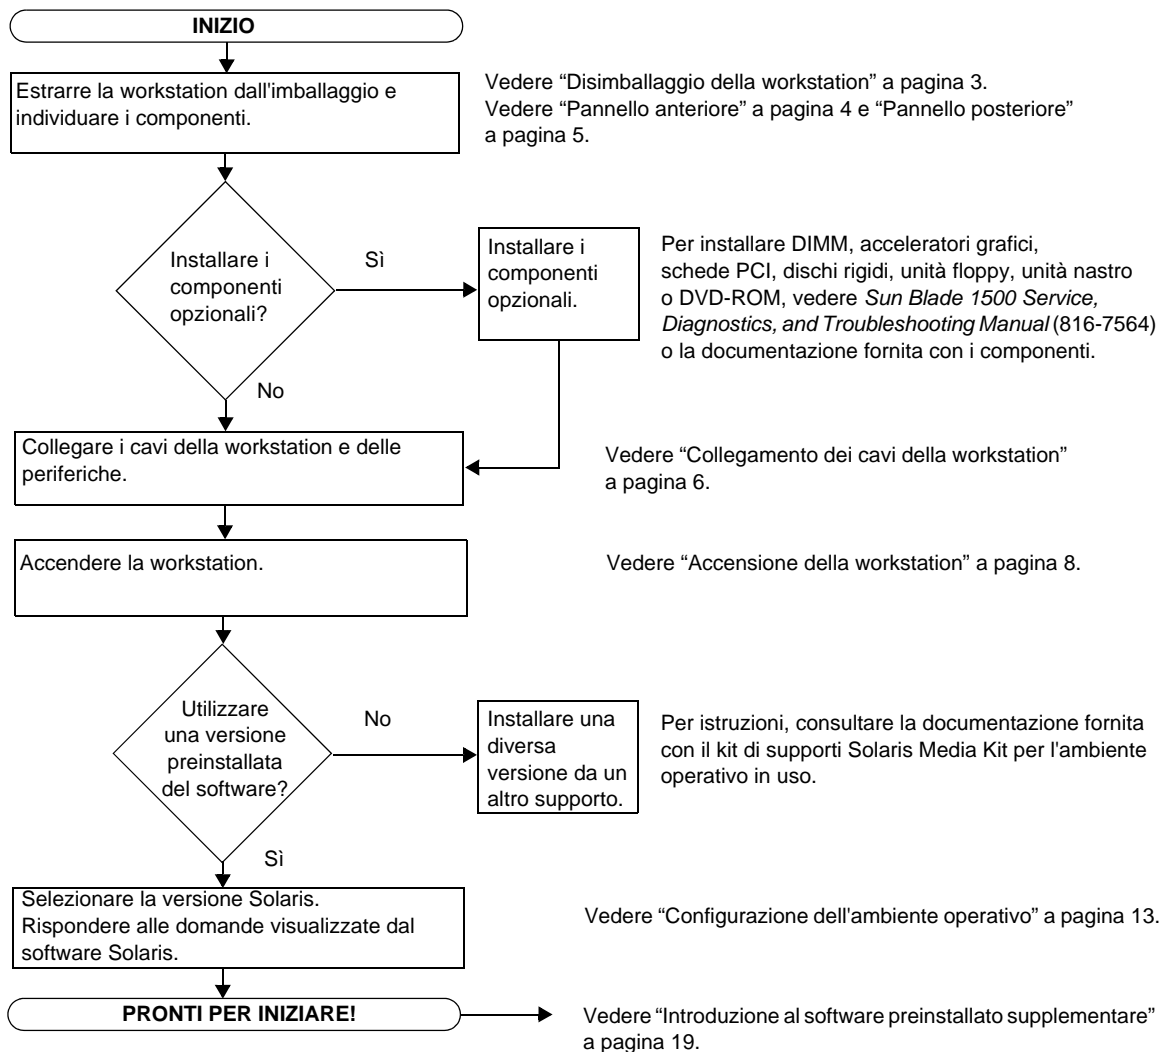 INIZIO
Estrarre la workstation dall'imballaggio e
individuare i componenti.
Vedere “Disimballaggio della workstation” a pagina 3.
Vedere “Pannello anteriore” a pagina 4 e “Pannello posteriore”
a pagina 5.
Installare i
componenti
opzionali?
Sì
Installare i
componenti
opzionali.
Per installare DIMM, acceleratori grafici,
schede PCI, dischi rigidi, unità floppy, unità nastro
o DVD-ROM, vedere Sun Blade 1500 Service,
Diagnostics, and Troubleshooting Manual (816-7564)
o la documentazione fornita con i componenti.
No
Collegare i cavi della workstation e delle
periferiche.
Vedere “Collegamento dei cavi della workstation”
a pagina 6.
Accendere la workstation.
Vedere “Accensione della workstation” a pagina 8.
Utilizzare
una versione
preinstallata
del software?
No
Installare una
diversa
versione da un
altro supporto.
Per istruzioni, consultare la documentazione fornita
con il kit di supporti Solaris Media Kit per l'ambiente
operativo in uso.
Sì
Selezionare la versione Solaris.
Rispondere alle domande visualizzate dal
software Solaris.
Vedere “Configurazione dell'ambiente operativo” a pagina 13.
PRONTI PER INIZIARE!
Vedere “Introduzione al software preinstallato supplementare”
a pagina 19.